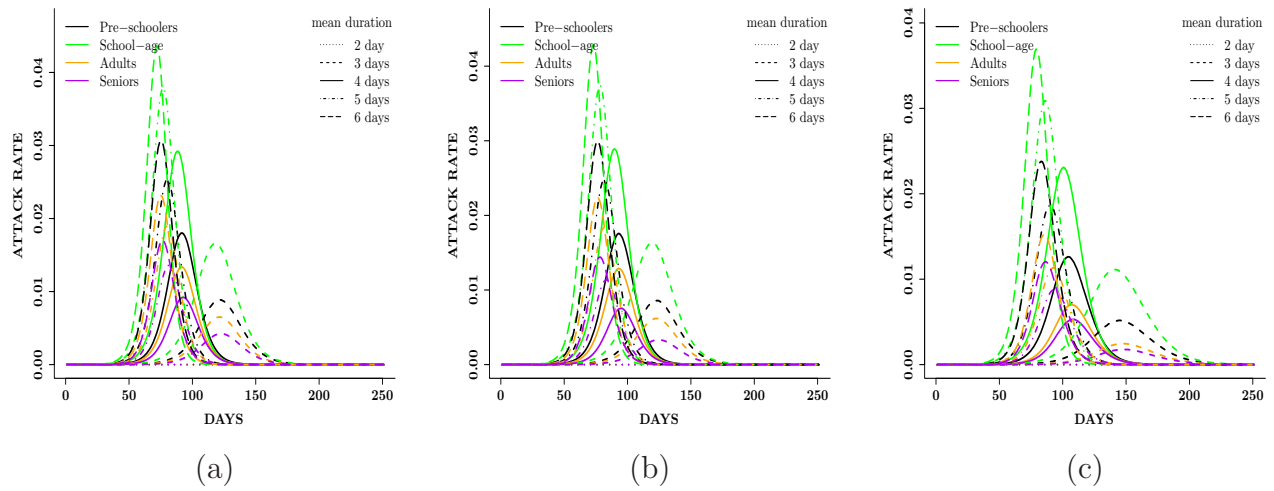 Pre−schoolers
School−age
Adults
Seniors
mean duration
2 day
3 days
4 days
5 days
6 days
ATTACK RATE
0.00
0.01
0.02
0.03
0.04
0 50 100 150 200 250
DAYS
(a)
Pre−schoolers
School−age
Adults
Seniors
mean duration
2 day
3 days
4 days
5 days
6 days
ATTACK RATE
0.00
0.01
0.02
0.03
0.04
0 50 100 150 200 250
DAYS
(b)
Pre−schoolers
School−age
Adults
Seniors
mean duration
2 day
3 days
4 days
5 days
6 days
ATTACK RATE
0.00
0.01
0.02
0.03
0.04
0 50 100 150 200 250
DAYS
(c)